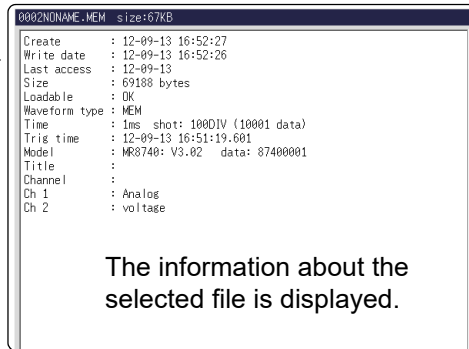 0002NONAME.MEM size:67KB
Create : 12-09-13 16:52:27
Write date : 12-09-13 16:52:26
Last access : 12-09-13
Size : 69188 bytes
Loadable : OK
Waveform type : MEM
Time : 1ms shot: 100DIV (10001 data)
Trig time : 12-09-13 16:51:19.601
Model : MR8740: V3.02 data: 87400001
Title :
Channel :
Ch 1 : Analog
Ch 2 : voltage
The information about the
selected file is displayed.